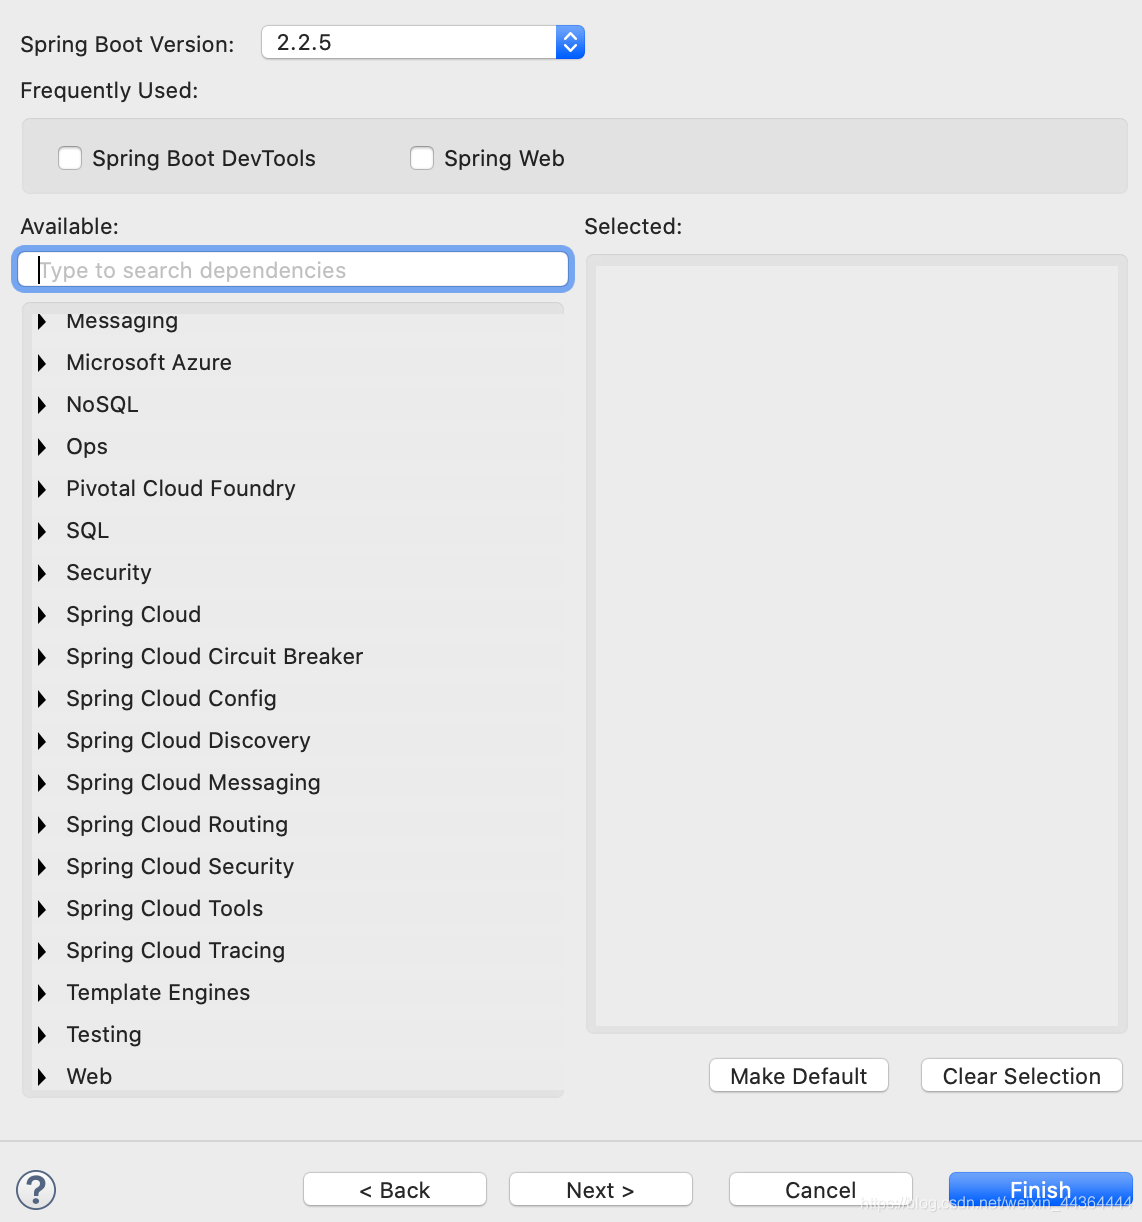 Spring Boot Version: 2.2.5
Frequently Used:
Spring Boot DevTools Spring Web
Available: Selected:
Type to search dependencies
Messaging
Microsoft Azure
NoSQL
Ops
Pivotal Cloud Foundry
SQL
Security
Spring Cloud
Spring Cloud Circuit Breaker
Spring Cloud Config
Spring Cloud Discovery
Spring Cloud Messaging
Spring Cloud Routing
Spring Cloud Security
Spring Cloud Tools
Spring Cloud Tracing
Template Engines
Testing
Web
Make Default Clear Selection
? < Back Next > Cancel Finish
https://blog.csdn.net/weixin_44364444